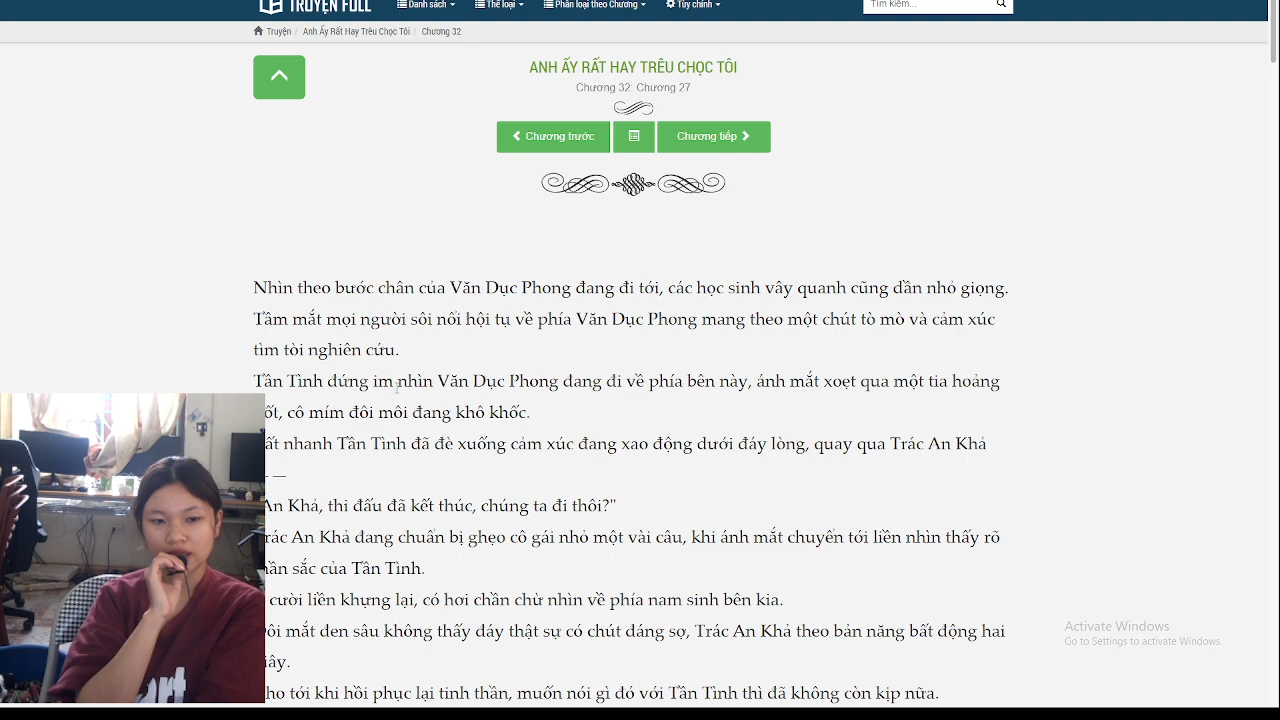 TRUYỆN FULL
Danh sách
Thể loại
Phân loại theo Chương
Tùy chỉnh
Tìm kiếm...
Truyện / Anh Ấy Rất Hay Trêu Chọc Tôi / Chương 32
ANH ẤY RẤT HAY TRÊU CHỌC TÔI
Chương 32: Chương 27
Chương trước
Chương tiếp
Nhìn theo bước chân của Văn Dục Phong đang đi tới, các học sinh vây quanh cũng dần nhỏ giọng.
Tầm mắt mọi người sôi nổi hội tụ về phía Văn Dục Phong mang theo một chút tò mò và cảm xúc
tìm tòi nghiên cứu.
Tần Tình đứng im nhìn Văn Dục Phong đang đi về phía bên này, ánh mắt xoẹt qua một tia hoảng
cô mím đôi môi đang khô khốc.
nhanh Tần Tình đã đè xuống cảm xúc đang xao động dưới đáy lòng, quay qua Trác An Khả
—
An Khả, thi đấu đã kết thúc, chúng ta đi thôi?"
An Khả đang chuẩn bị ghẹo cô gái nhỏ một vài câu, khi ánh mắt chuyển tới liền nhìn thấy rõ
sắc của Tần Tình.
cười liền khựng lại, có hơi chần chừ nhìn về phía nam sinh bên kia.
mắt đen sâu không thấy đáy thật sự có chút đáng sợ, Trác An Khả theo bản năng bất động hai
tới khi hồi phục lại tinh thần, muốn nói gì đó với Tần Tình thì đã không còn kịp nữa.
Activate Windows
Go to Settings to activate Windows.